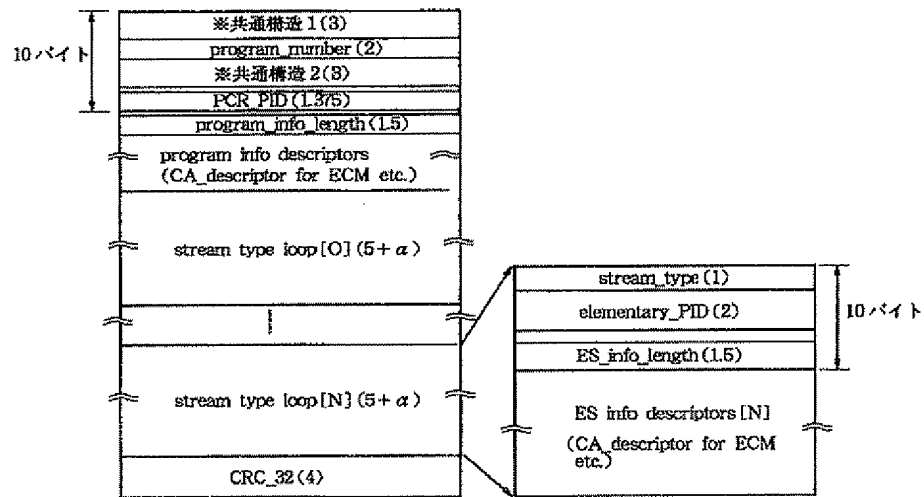 ※共通構造1(3)
10バイト
program_number(2)
※共通構造2(3)
PCR_PID(1.375)
program_info_length(1.5)
program info descriptors
(CA_descriptor for ECM etc.)
stream type loop[O](5+α)
stream type loop[N](5+α)
CRC_32(4)
stream_type(1)
elementary_PID(2)
10バイト
ES_info_length(1.5)
ES info descriptors[N]
(CA_descriptor for ECM
etc.)